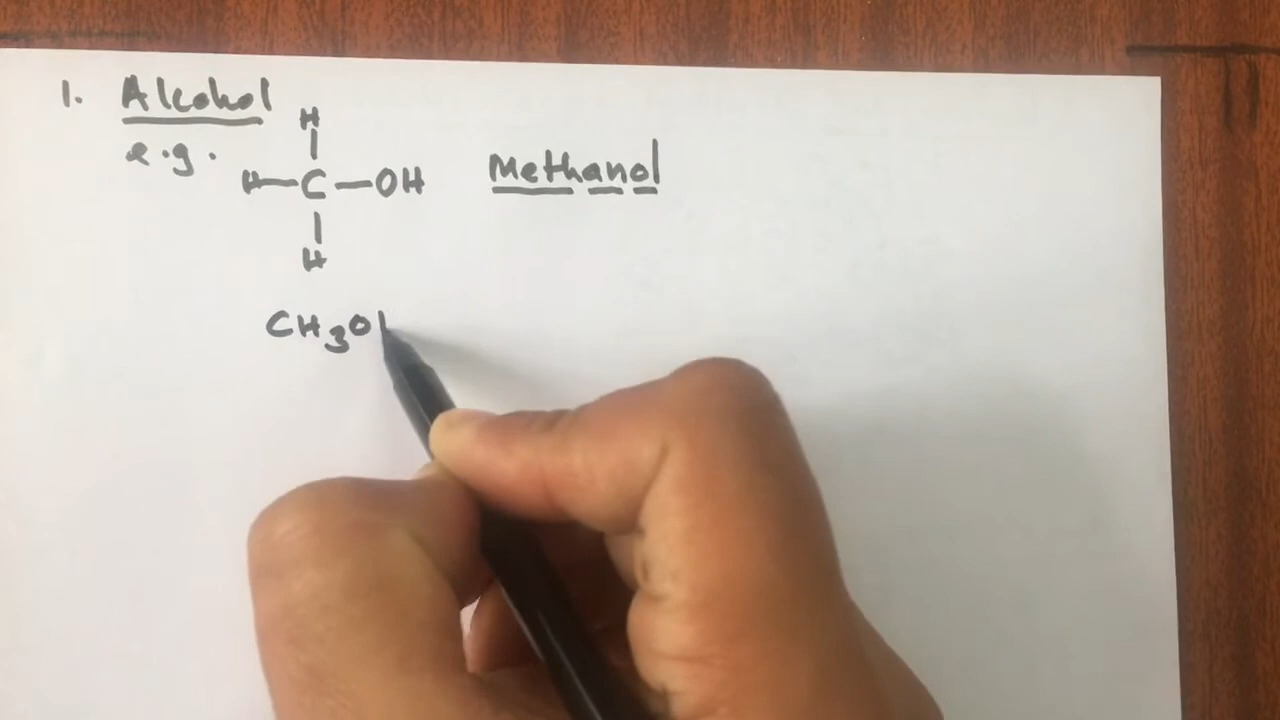 1. Alcohol
e.g.
H
H—C—OH Methanol
H
CH3O